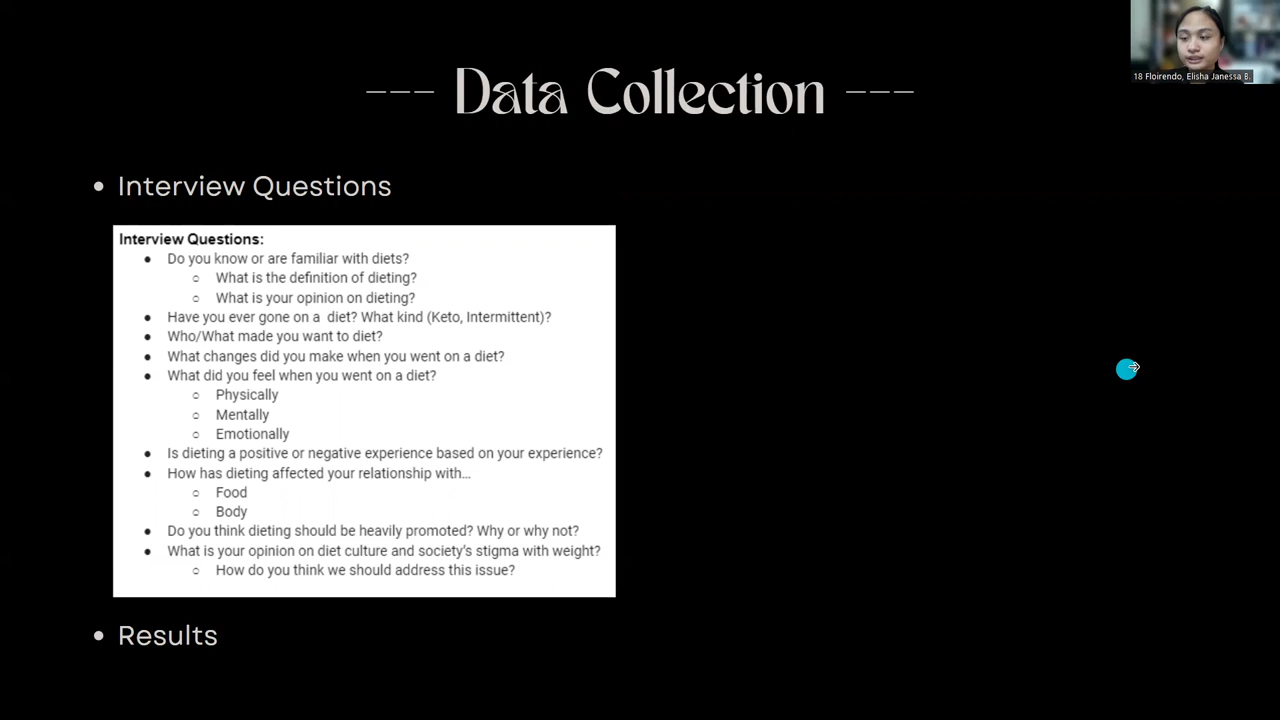 18 Floirendo, Elisha Janessa B.
--- Data Collection ---
• Interview Questions
Interview Questions:
● Do you know or are familiar with diets?
○ What is the definition of dieting?
○ What is your opinion on dieting?
● Have you ever gone on a diet? What kind (Keto, Intermittent)?
● Who/What made you want to diet?
● What changes did you make when you went on a diet?
● What did you feel when you went on a diet?
○ Physically
○ Mentally
○ Emotionally
● Is dieting a positive or negative experience based on your experience?
● How has dieting affected your relationship with...
○ Food
○ Body
● Do you think dieting should be heavily promoted? Why or why not?
● What is your opinion on diet culture and society's stigma with weight?
○ How do you think we should address this issue?
• Results